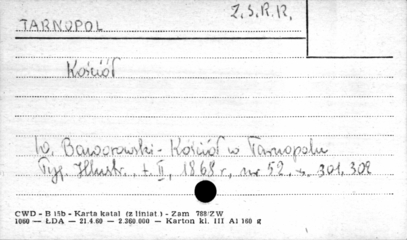 Z.S.R.R.
TARNOPOL
Kościół
W. Baworowski - Kościół w Tarnopolu
Tyg. Illustr., t. II, 1868 r., nr 52, s. 301, 302
CWD - B 15b - Karta katal (z liniat.) - Zam 788/ZW
1060 — ŁDA — 21.4.60 — 2.360.000 — Karton kl. III A1 160 g